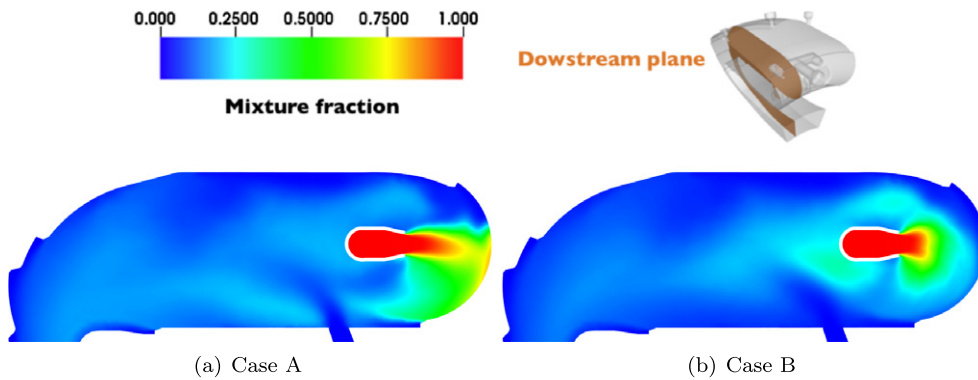 0.000 0.2500 0.5000 0.7500 1.000
Mixture fraction
Dowstream plane
(a) Case A
(b) Case B